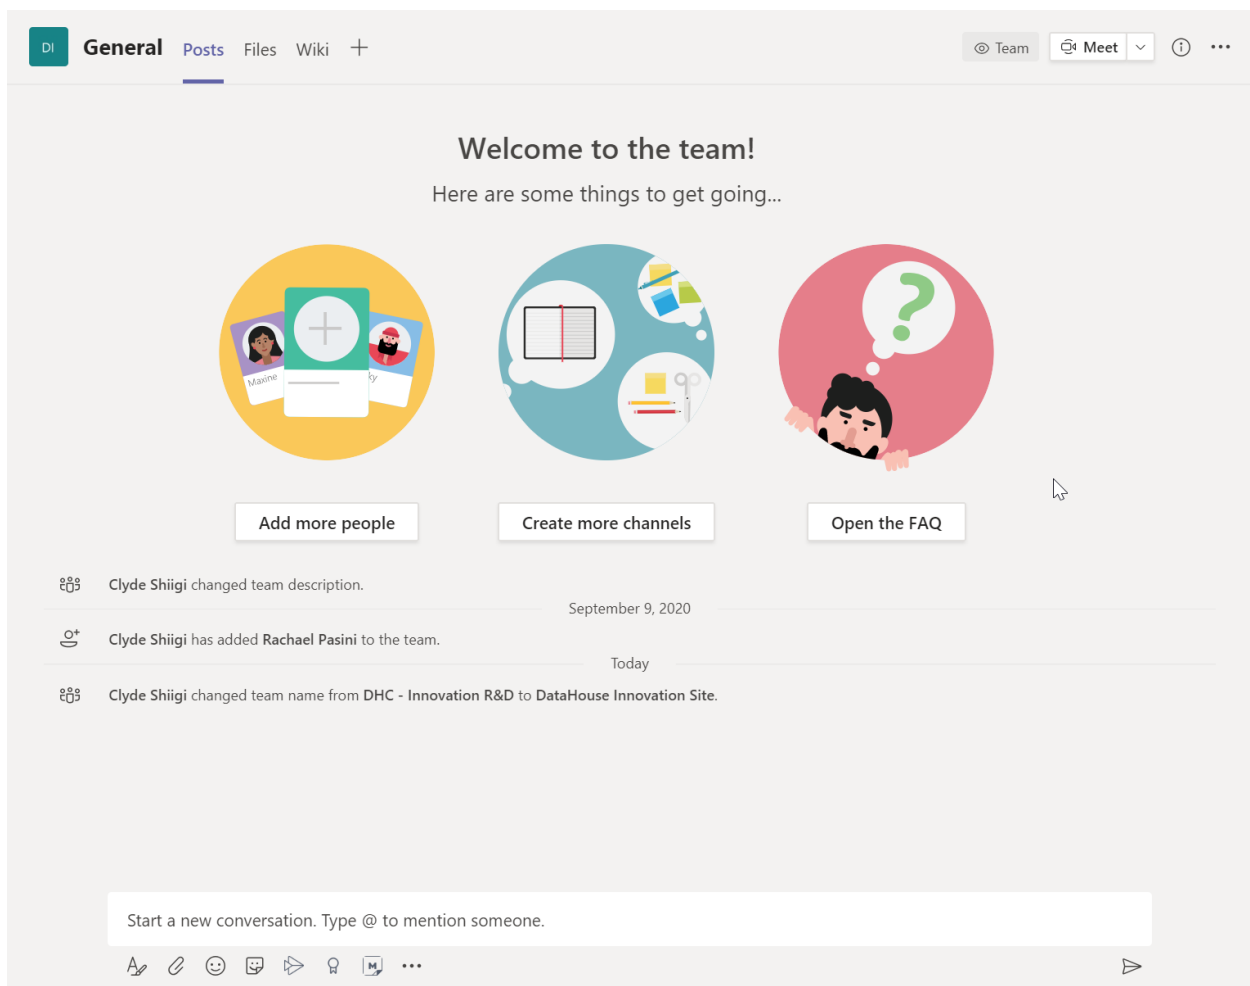 DI General Posts Files Wiki Team Meet
Welcome to the team!
Here are some things to get going...
Maxine
ky
Add more people Create more channels Open the FAQ
Clyde Shiigi changed team description.
September 9, 2020
Clyde Shiigi has added Rachael Pasini to the team.
Today
Clyde Shiigi changed team name from DHC - Innovation R&D to DataHouse Innovation Site.
Start a new conversation. Type @ to mention someone.
M